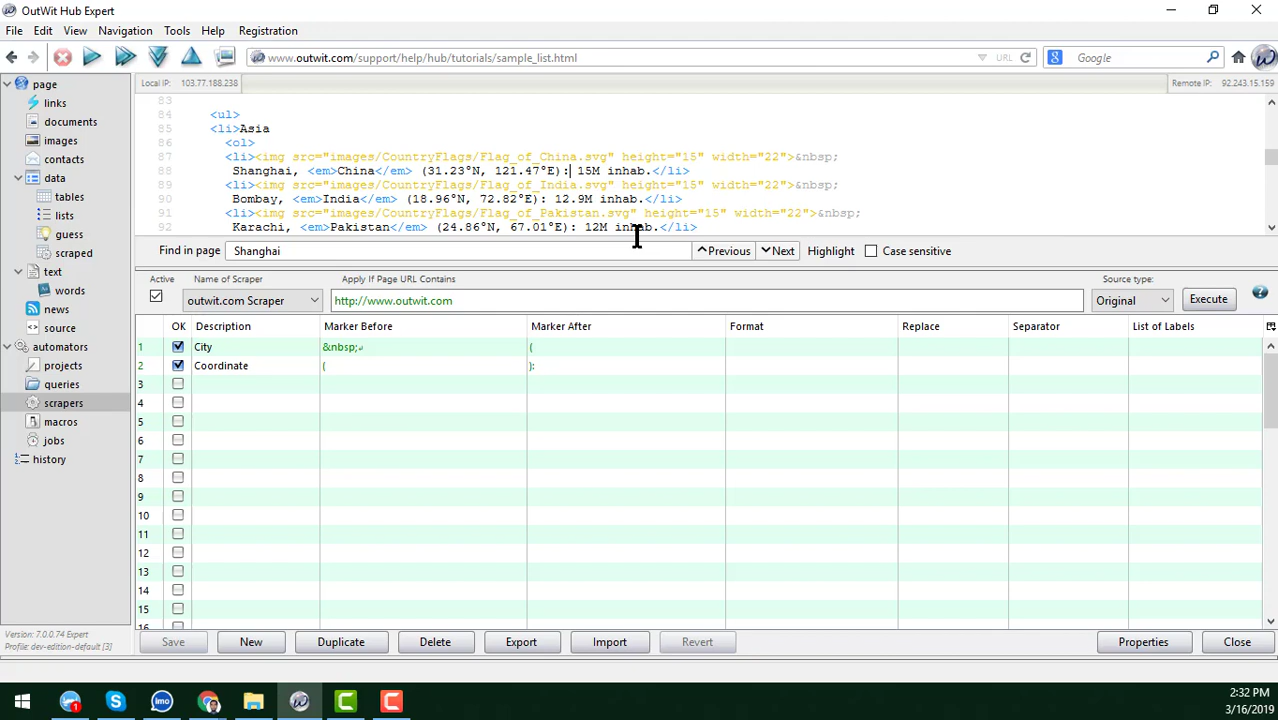 OutWit Hub Expert
File Edit View Navigation Tools Help Registration
www.outwit.com/support/help/hub/tutorials/sample_list.html URL Google
page
links
documents
images
contacts
data
tables
lists
guess
scraped
text
words
news
source
automators
projects
queries
scrapers
macros
jobs
history
Version: 7.0.0.74 Expert
Profile: dev-edition-default [3]
Local IP: 103.77.188.238 Remote IP: 92.243.15.159
83
84 <ul>
85 <li>Asia
86 <ol>
87 <li><img src="images/CountryFlags/Flag_of_China.svg" height="15" width="22">&nbsp;
88 Shanghai, <em>China</em> (31.23°N, 121.47°E): 15M inhab.</li>
89 <li><img src="images/CountryFlags/Flag_of_India.svg" height="15" width="22">&nbsp;
90 Bombay, <em>India</em> (18.96°N, 72.82°E): 12.9M inhab.</li>
91 <li><img src="images/CountryFlags/Flag_of_Pakistan.svg" height="15" width="22">&nbsp;
92 Karachi, <em>Pakistan</em> (24.86°N, 67.01°E): 12M inhab.</li>
Find in page Shanghai Previous Next Highlight Case sensitive
Active Name of Scraper Apply If Page URL Contains Source type:
outwit.com Scraper http://www.outwit.com Original Execute
OK Description Marker Before Marker After Format Replace Separator List of Labels
1 City &nbsp;↵ (
2 Coordinate ( ):
3
4
5
6
7
8
9
10
11
12
13
14
15
16
Save New Duplicate Delete Export Import Revert Properties Close
2:32 PM
3/16/2019